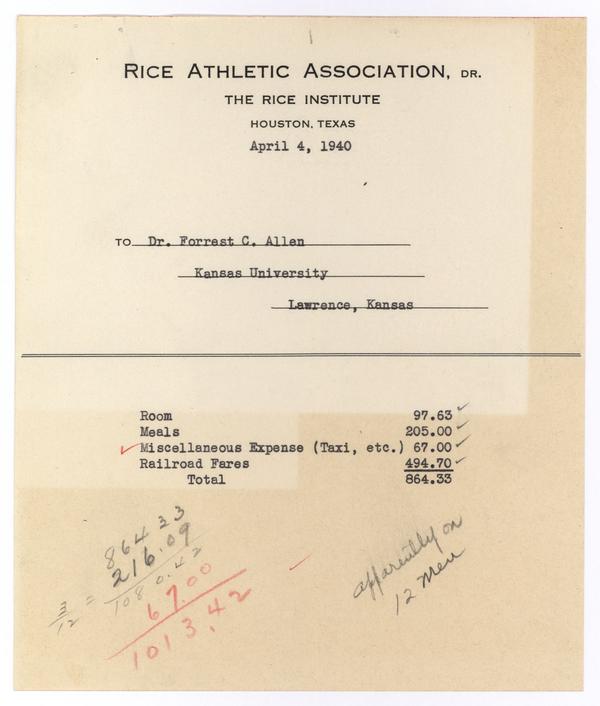 RICE ATHLETIC ASSOCIATION, DR.
THE RICE INSTITUTE
HOUSTON, TEXAS
April 4, 1940
TO Dr. Forrest C. Allen
Kansas University
Lawrence, Kansas
Room 97.63
Meals 205.00
Miscellaneous Expense (Taxi, etc.) 67.00
Railroad Fares 494.70
Total 864.33
864 33
3/12 = 216.09
1080.42
67.00
1013.42
apparently on
12 men